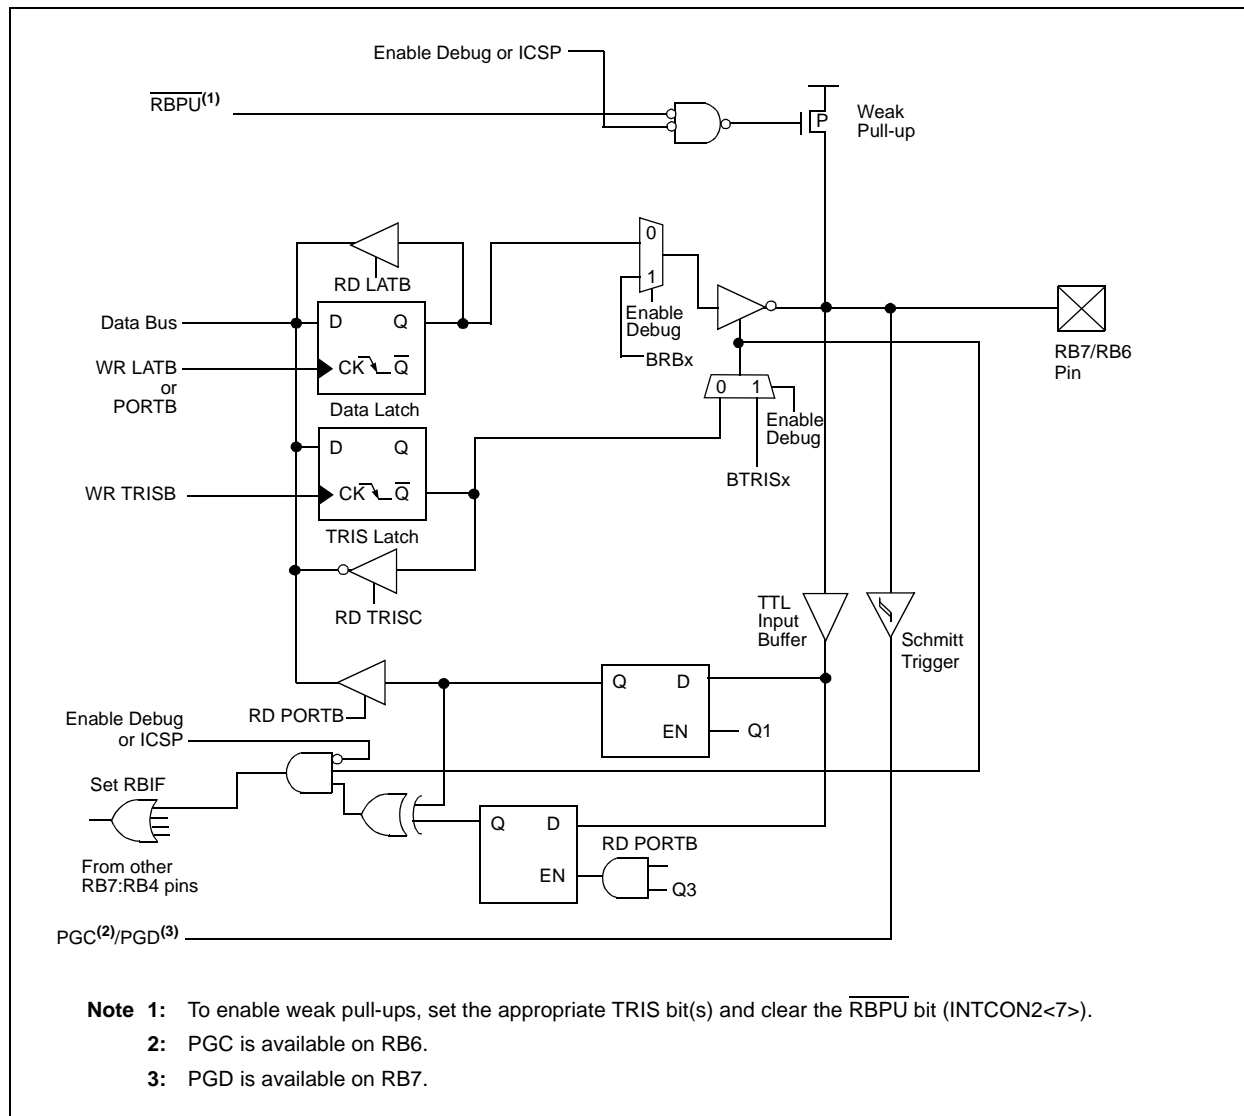 Enable Debug or ICSP
RBPU(1)
Weak
Pull-up
P
0
1
RD LATB
Enable
Debug
BRBx
Data Bus
D Q
CK Q
WR LATB
or
PORTB
Data Latch
RB7/RB6
Pin
0 1
Enable
Debug
BTRISx
D Q
CK Q
WR TRISB
TRIS Latch
RD TRISC
TTL
Input
Buffer
Schmitt
Trigger
RD PORTB
Q D
EN
Q1
Enable Debug
or ICSP
Set RBIF
From other
RB7:RB4 pins
Q D
EN
RD PORTB
Q3
PGC(2)/PGD(3)
Note 1: To enable weak pull-ups, set the appropriate TRIS bit(s) and clear the RBPU bit (INTCON2<7>).
2: PGC is available on RB6.
3: PGD is available on RB7.